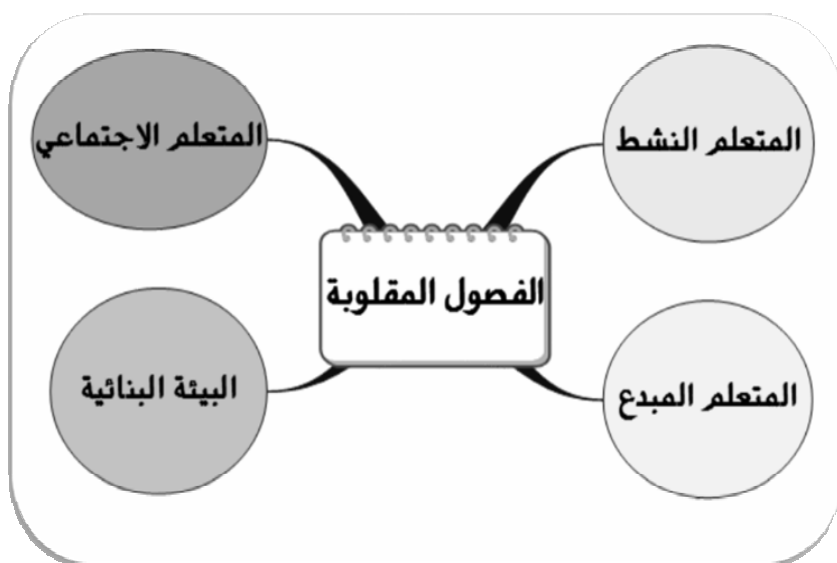 المتعلم النشط
المتعلم الاجتماعي
الفصول المقلوبة
المتعلم المبدع
البيئة البنائية